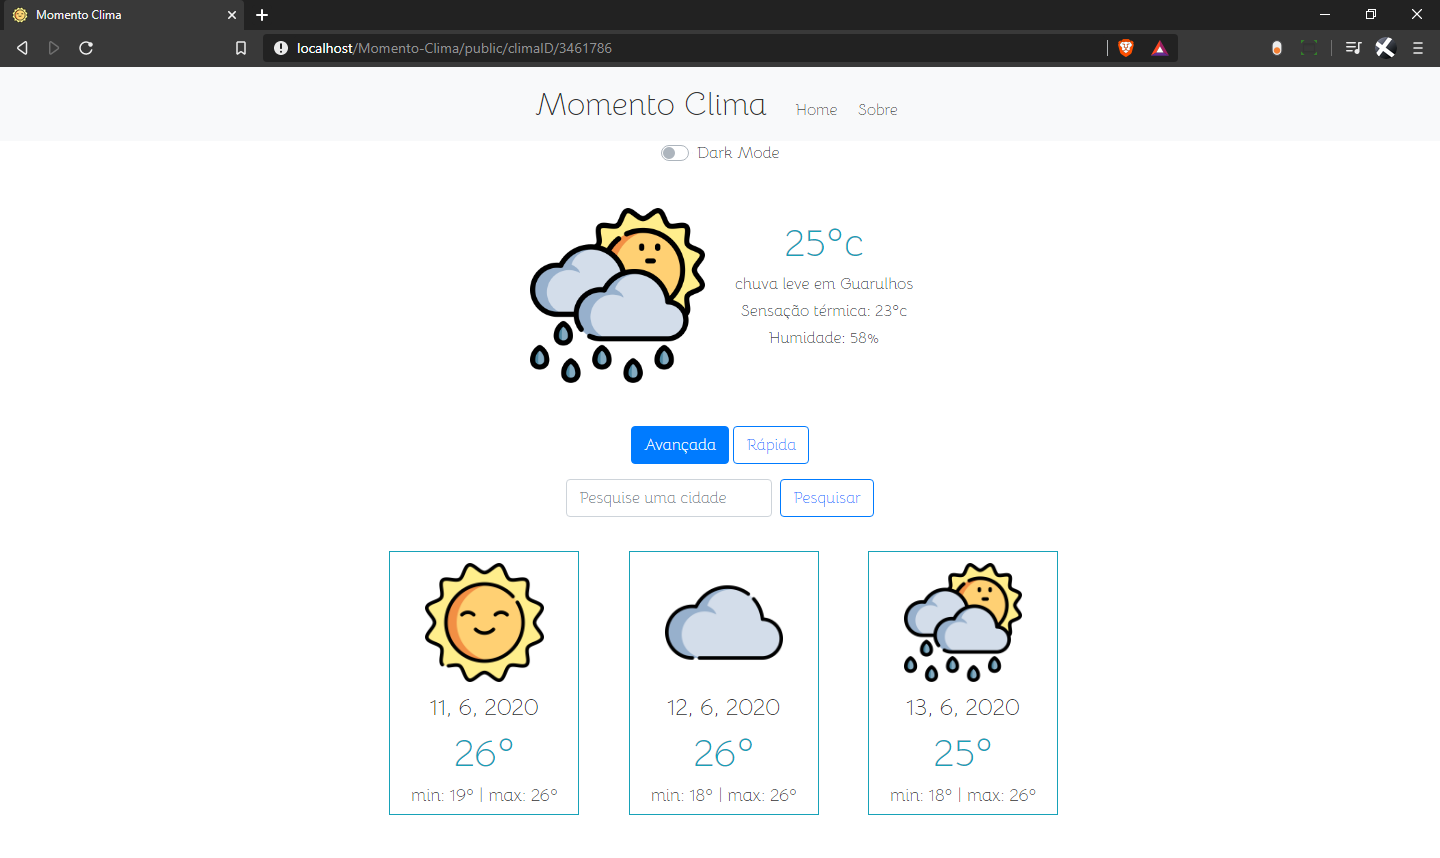 Momento Clima
localhost/Momento-Clima/public/climaID/3461786
Momento Clima Home Sobre
Dark Mode
25°c
chuva leve em Guarulhos
Sensação térmica: 23°c
Humidade: 58%
Avançada Rápida
Pesquise uma cidade Pesquisar
11, 6, 2020
26°
min: 19° | max: 26°
12, 6, 2020
26°
min: 18° | max: 26°
13, 6, 2020
25°
min: 18° | max: 26°